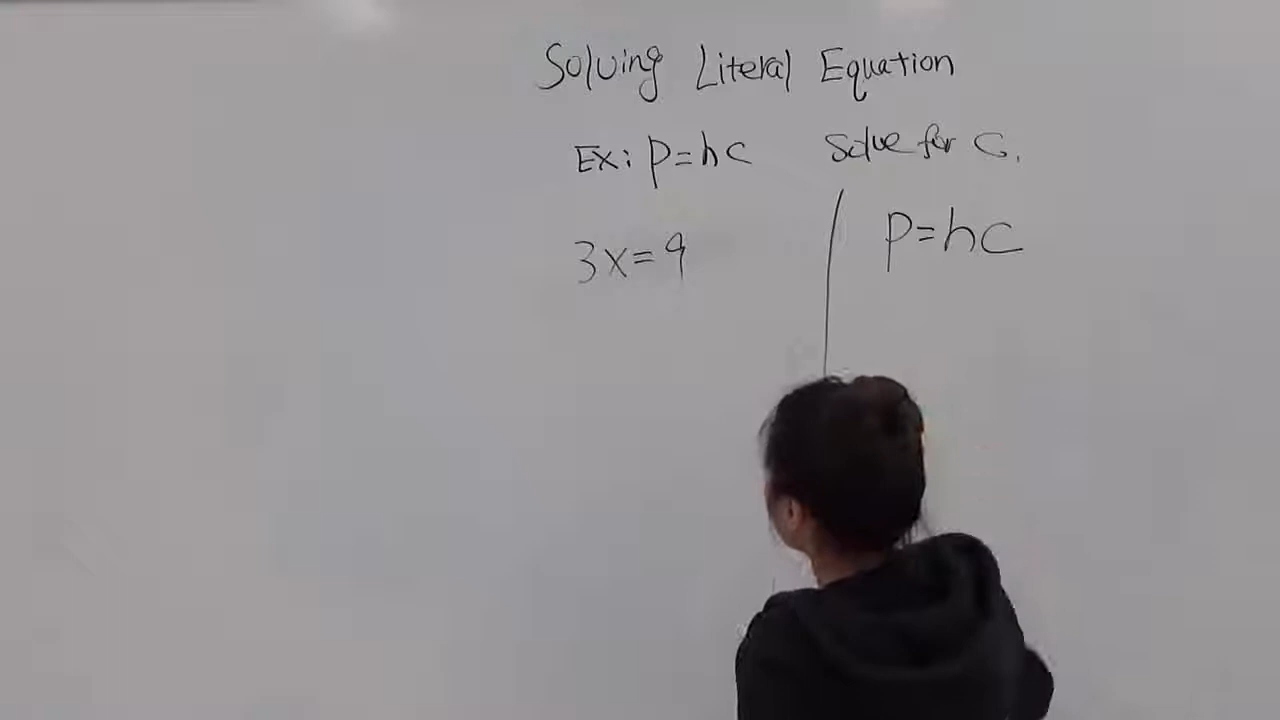 Solving Literal Equation
Ex: p=hc solve for c.
3x=9
p=hc